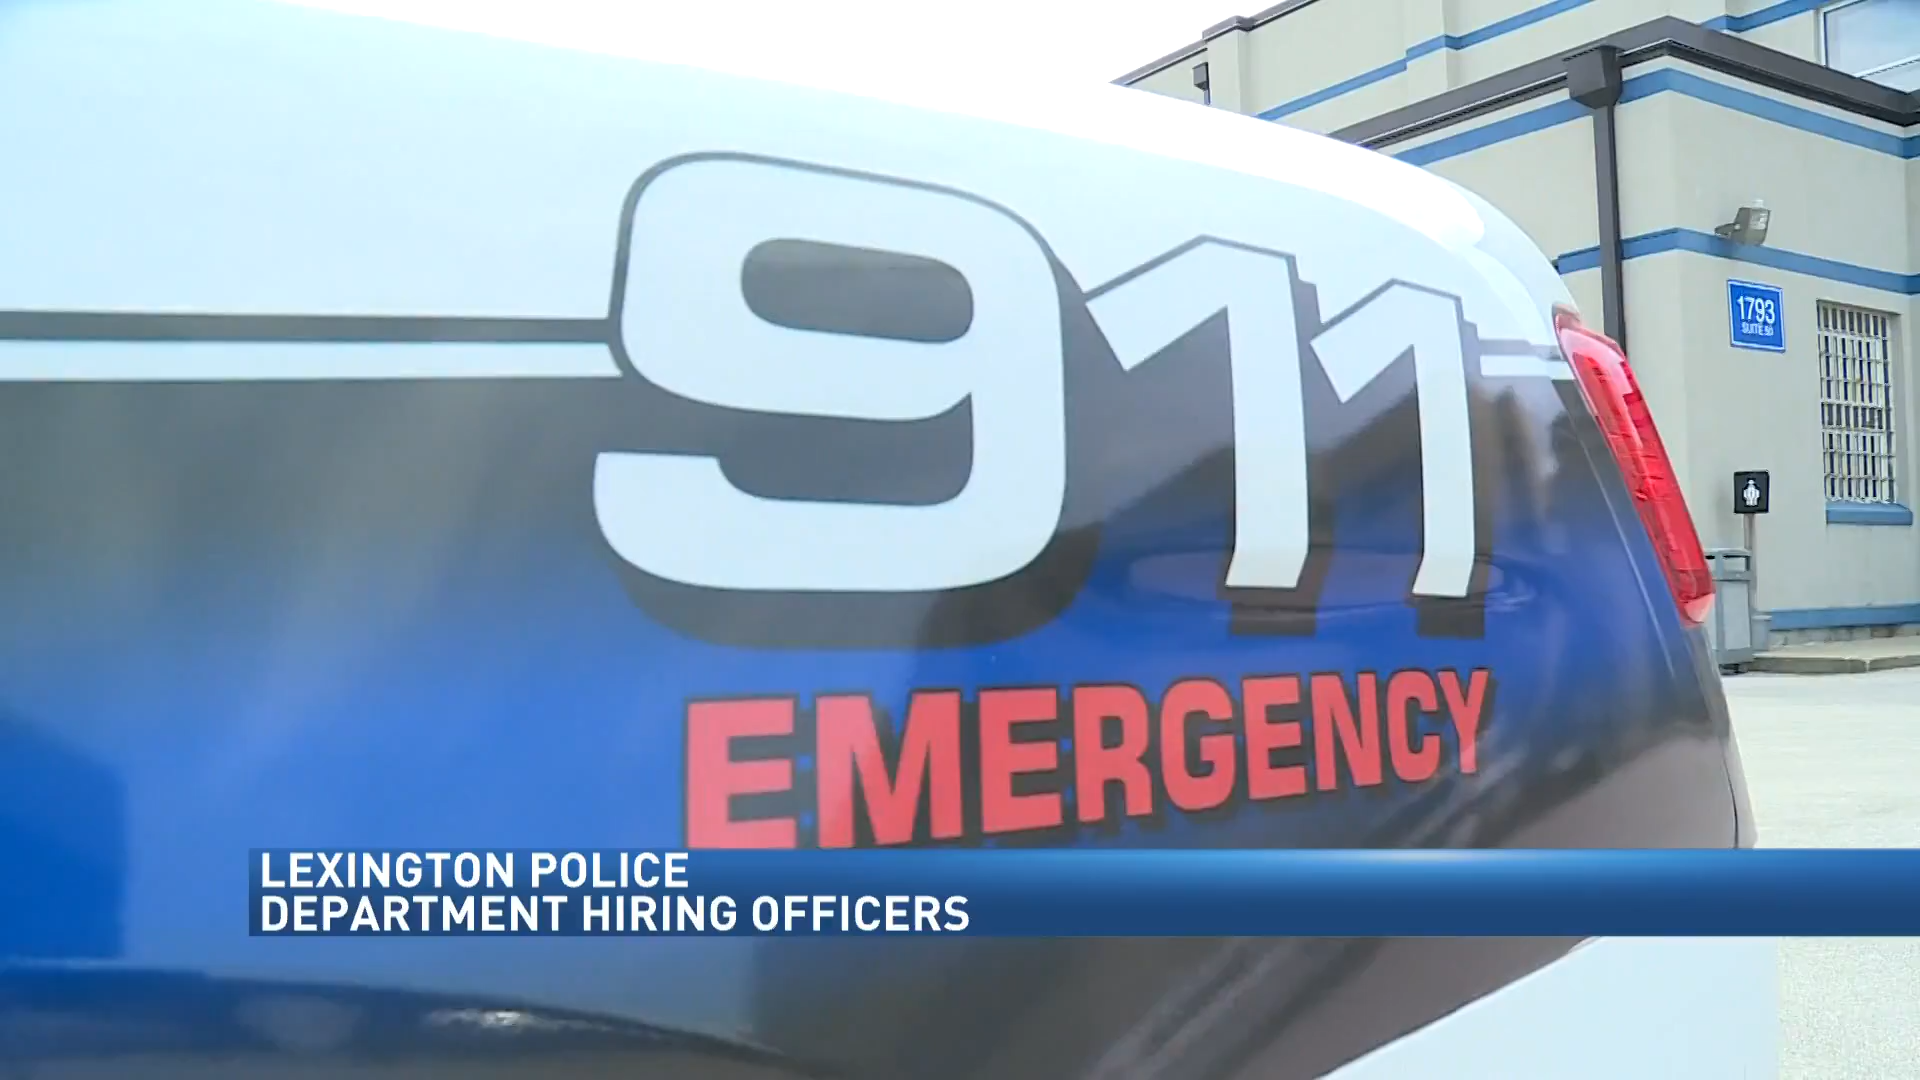 911
EMERGENCY
1793
SUITE 50
LEXINGTON POLICE
DEPARTMENT HIRING OFFICERS